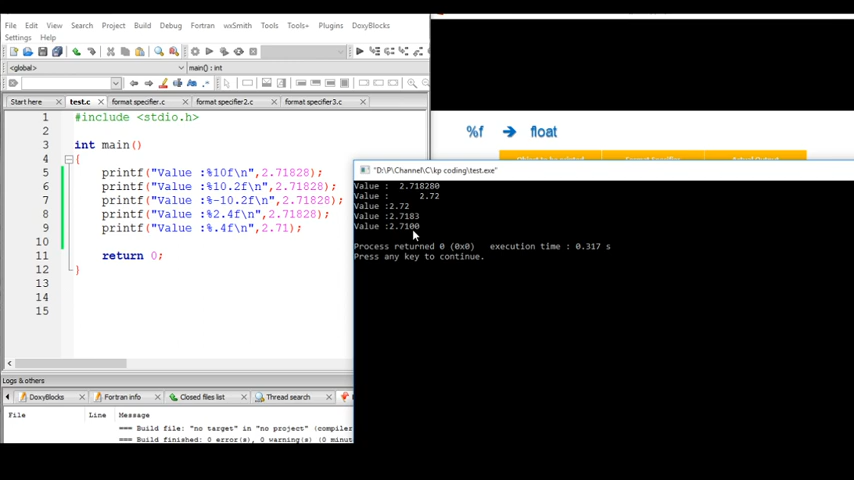 File Edit View Search Project Build Debug Fortran wxSmith Tools Tools+ Plugins DoxyBlocks
Settings Help
<global> main() : int
Start here test.c format specifier.c format specifier2.c format specifier3.c
1 #include <stdio.h>
2
3 int main()
4 {
5 printf("Value :%10f\n",2.71828);
6 printf("Value :%10.2f\n",2.71828);
7 printf("Value :%-10.2f\n",2.71828);
8 printf("Value :%2.4f\n",2.71828);
9 printf("Value :%.4f\n",2.71);
10
11 return 0;
12 }
13
14
15
%f → float
"D:\P\Channel\C\kp coding\test.exe"
Value :  2.718280
Value :      2.72
Value :2.72
Value :2.7183
Value :2.7100
Process returned 0 (0x0)   execution time : 0.317 s
Press any key to continue.
Logs & others
DoxyBlocks Fortran info Closed files list Thread search
File Line Message
=== Build file: "no target" in "no project" (compiler
=== Build finished: 0 error(s), 0 warning(s) (0 minut